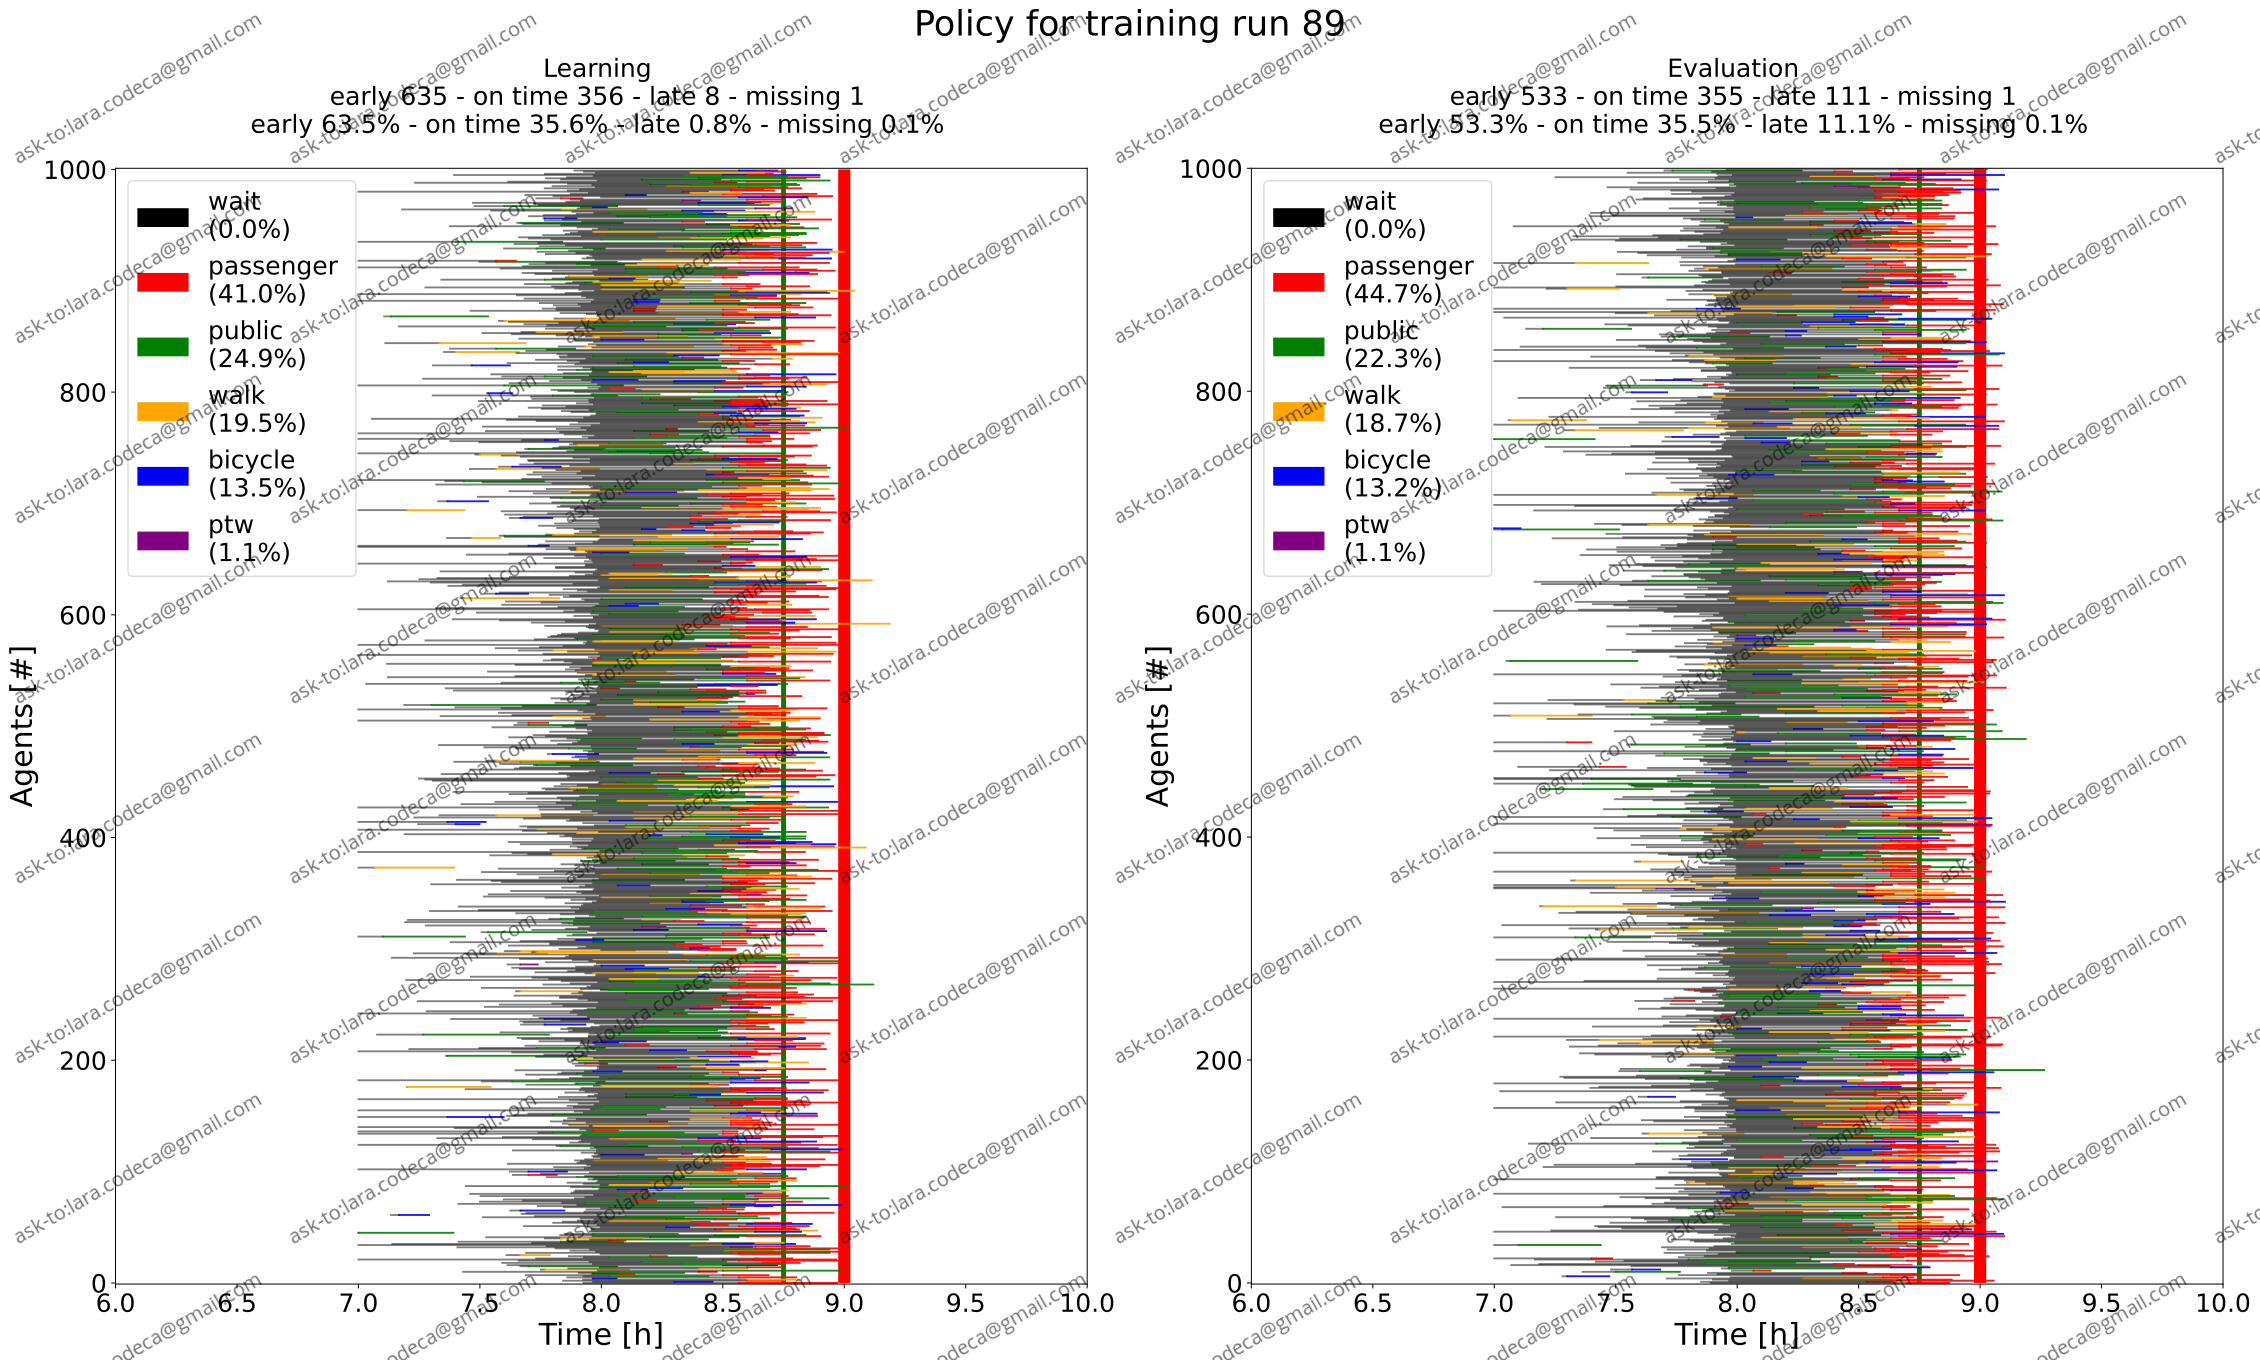 Policy for training run 89
Learning
early 635 - on time 356 - late 8 - missing 1
early 63.5% - on time 35.6% - late 0.8% - missing 0.1%
1000
800
600
400
200
0
Agents [#]
wait
(0.0%)
passenger
(41.0%)
public
(24.9%)
walk
(19.5%)
bicycle
(13.5%)
ptw
(1.1%)
6.0 6.5 7.0 7.5 8.0 8.5 9.0 9.5 10.0
Time [h]
Evaluation
early 533 - on time 355 - late 111 - missing 1
early 53.3% - on time 35.5% - late 11.1% - missing 0.1%
1000
800
600
400
200
0
Agents [#]
wait
(0.0%)
passenger
(44.7%)
public
(22.3%)
walk
(18.7%)
bicycle
(13.2%)
ptw
(1.1%)
6.0 6.5 7.0 7.5 8.0 8.5 9.0 9.5 10.0
Time [h]
ask-to:lara.codeca@gmail.com